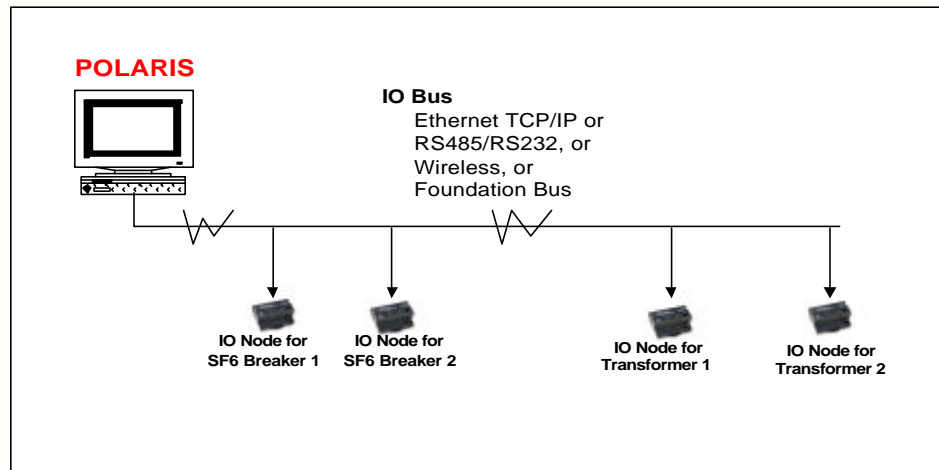 POLARIS
IO Bus
Ethernet TCP/IP or
RS485/RS232, or
Wireless, or
Foundation Bus
IO Node for
SF6 Breaker 1
IO Node for
SF6 Breaker 2
IO Node for
Transformer 1
IO Node for
Transformer 2